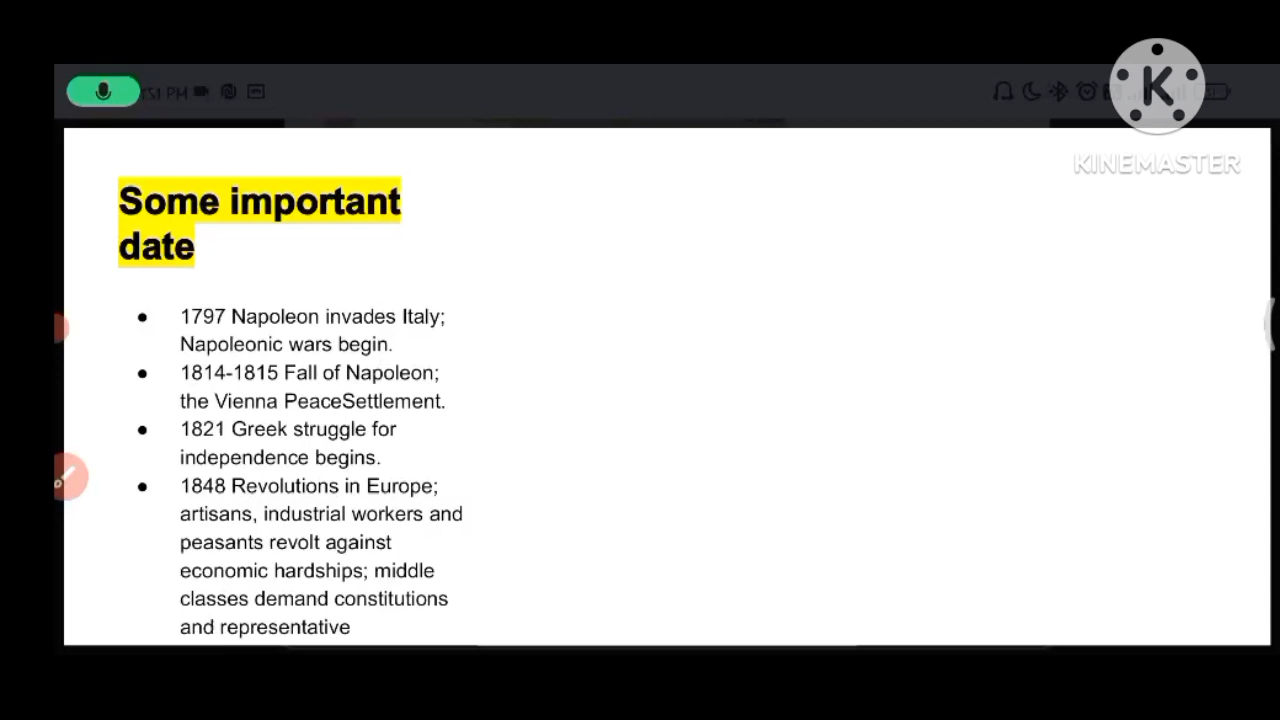 51 PM
KINEMASTER
Some important
date
● 1797 Napoleon invades Italy;
Napoleonic wars begin.
● 1814-1815 Fall of Napoleon;
the Vienna PeaceSettlement.
● 1821 Greek struggle for
independence begins.
● 1848 Revolutions in Europe;
artisans, industrial workers and
peasants revolt against
economic hardships; middle
classes demand constitutions
and representative